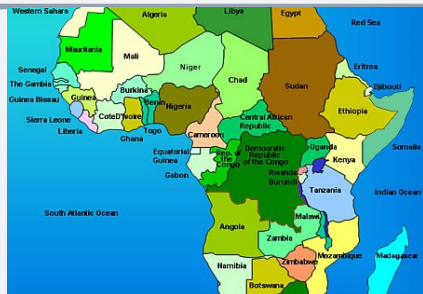 Western Sahara
Algeria
Libya
Egypt
Red Sea
Mauritania
Mali
Niger
Chad
Sudan
Eritrea
Senegal
The Gambia
Guinea Bissau
Guinea
Burkina
Benin
Nigeria
Djibouti
Ethiopia
Sierra Leone
Liberia
CoteD'Ivoire
Ghana
Togo
Cameroon
Central African
Republic
Somalia
Equatorial
Guinea
Gabon
Rep. of
the
Congo
Democratic
Republic
of the Congo
Uganda
Kenya
Rwanda
Burundi
Tanzania
Indian Ocean
South Atlantic Ocean
Angola
Malawi
Zambia
Mozambique
Madagascar
Namibia
Zimbabwe
Botswana